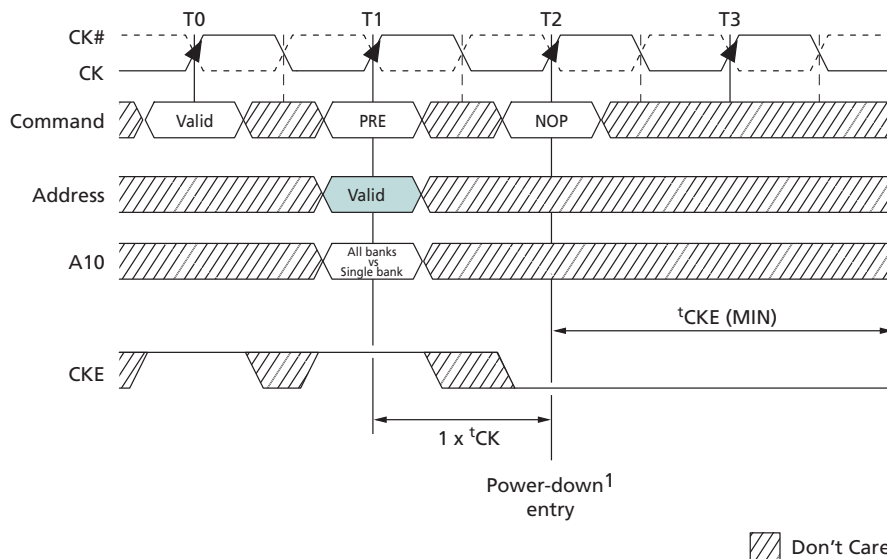 T0 T1 T2 T3
CK#
CK
Command Valid PRE NOP
Address Valid
A10 All banks
vs
Single bank
tCKE (MIN)
CKE
1 x tCK
Power-down1
entry
Don't Care